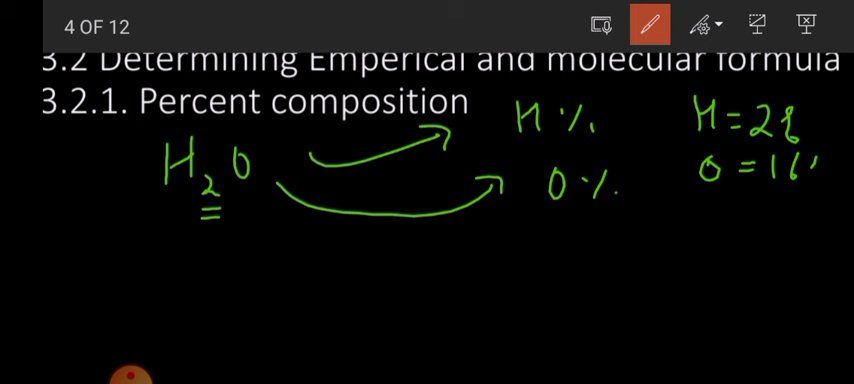 4 OF 12
3.2 Determining Emperical and molecular formula
3.2.1. Percent composition
H % H = 2g
H2O
O % O = 16